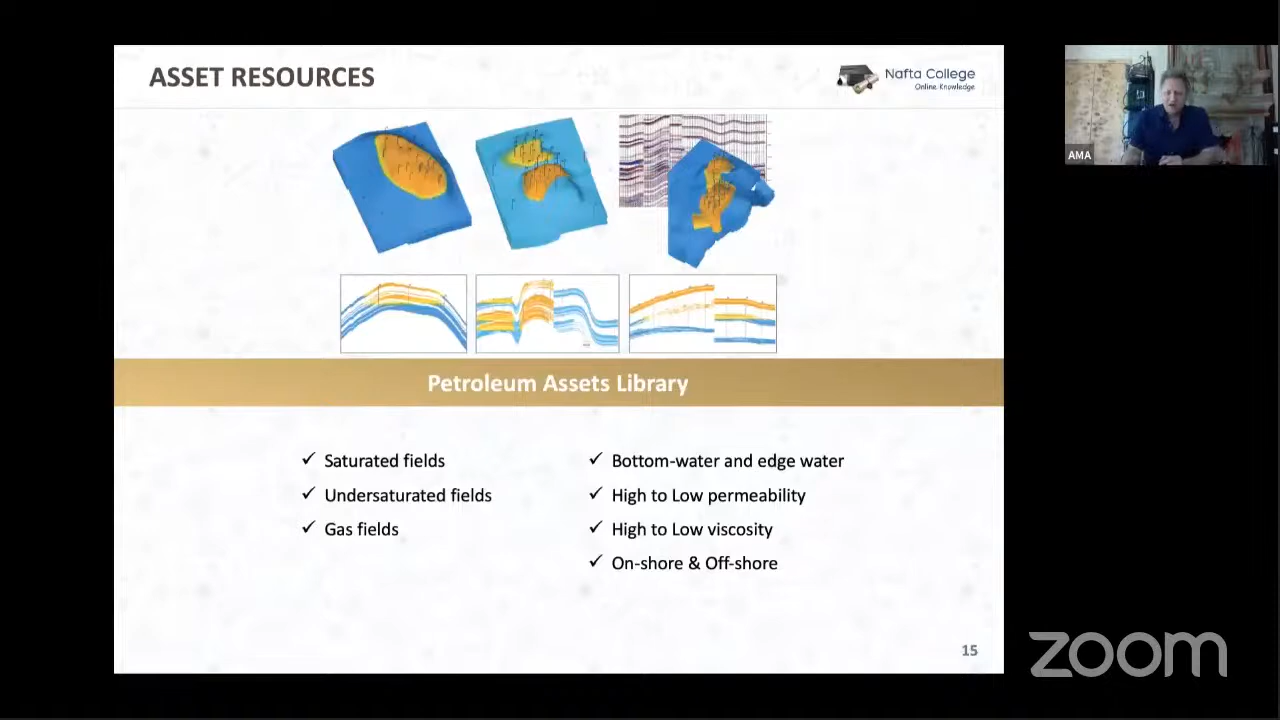 ASSET RESOURCES
Nafta College
Online Knowledge
AMA
Petroleum Assets Library
✓ Saturated fields
✓ Undersaturated fields
✓ Gas fields
✓ Bottom-water and edge water
✓ High to Low permeability
✓ High to Low viscosity
✓ On-shore & Off-shore
15
zoom